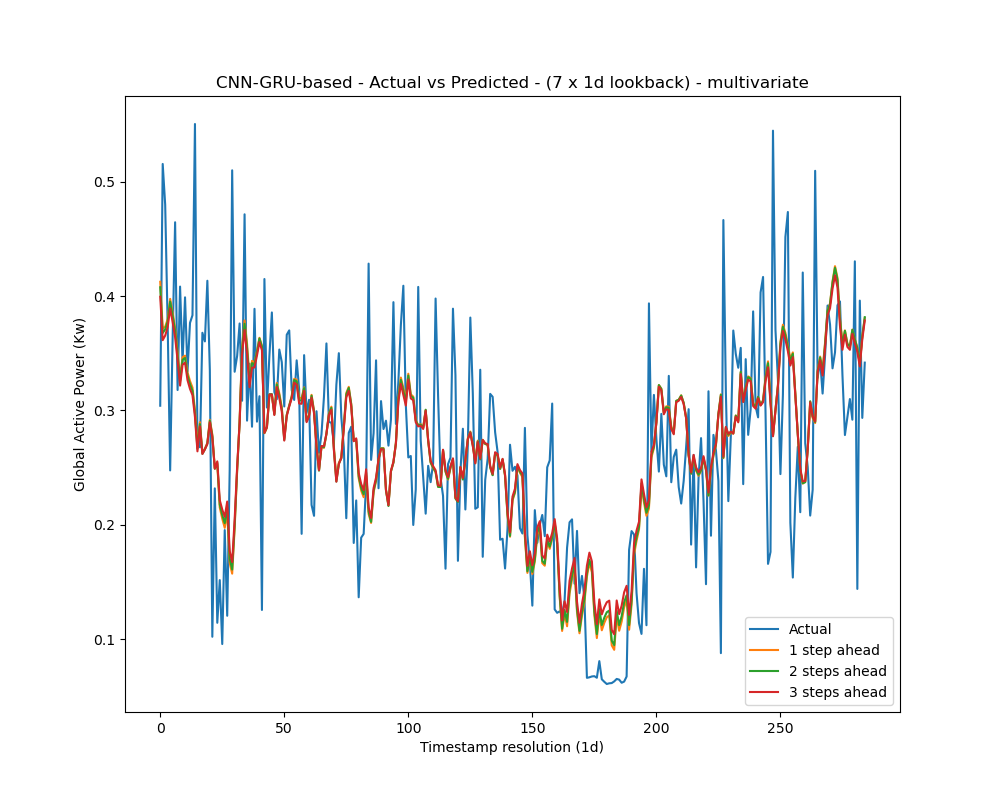 CNN-GRU-based - Actual vs Predicted - (7 x 1d lookback) - multivariate
Global Active Power (Kw)
0.5
0.4
0.3
0.2
0.1
0
50
100
150
200
250
Timestamp resolution (1d)
Actual
1 step ahead
2 steps ahead
3 steps ahead